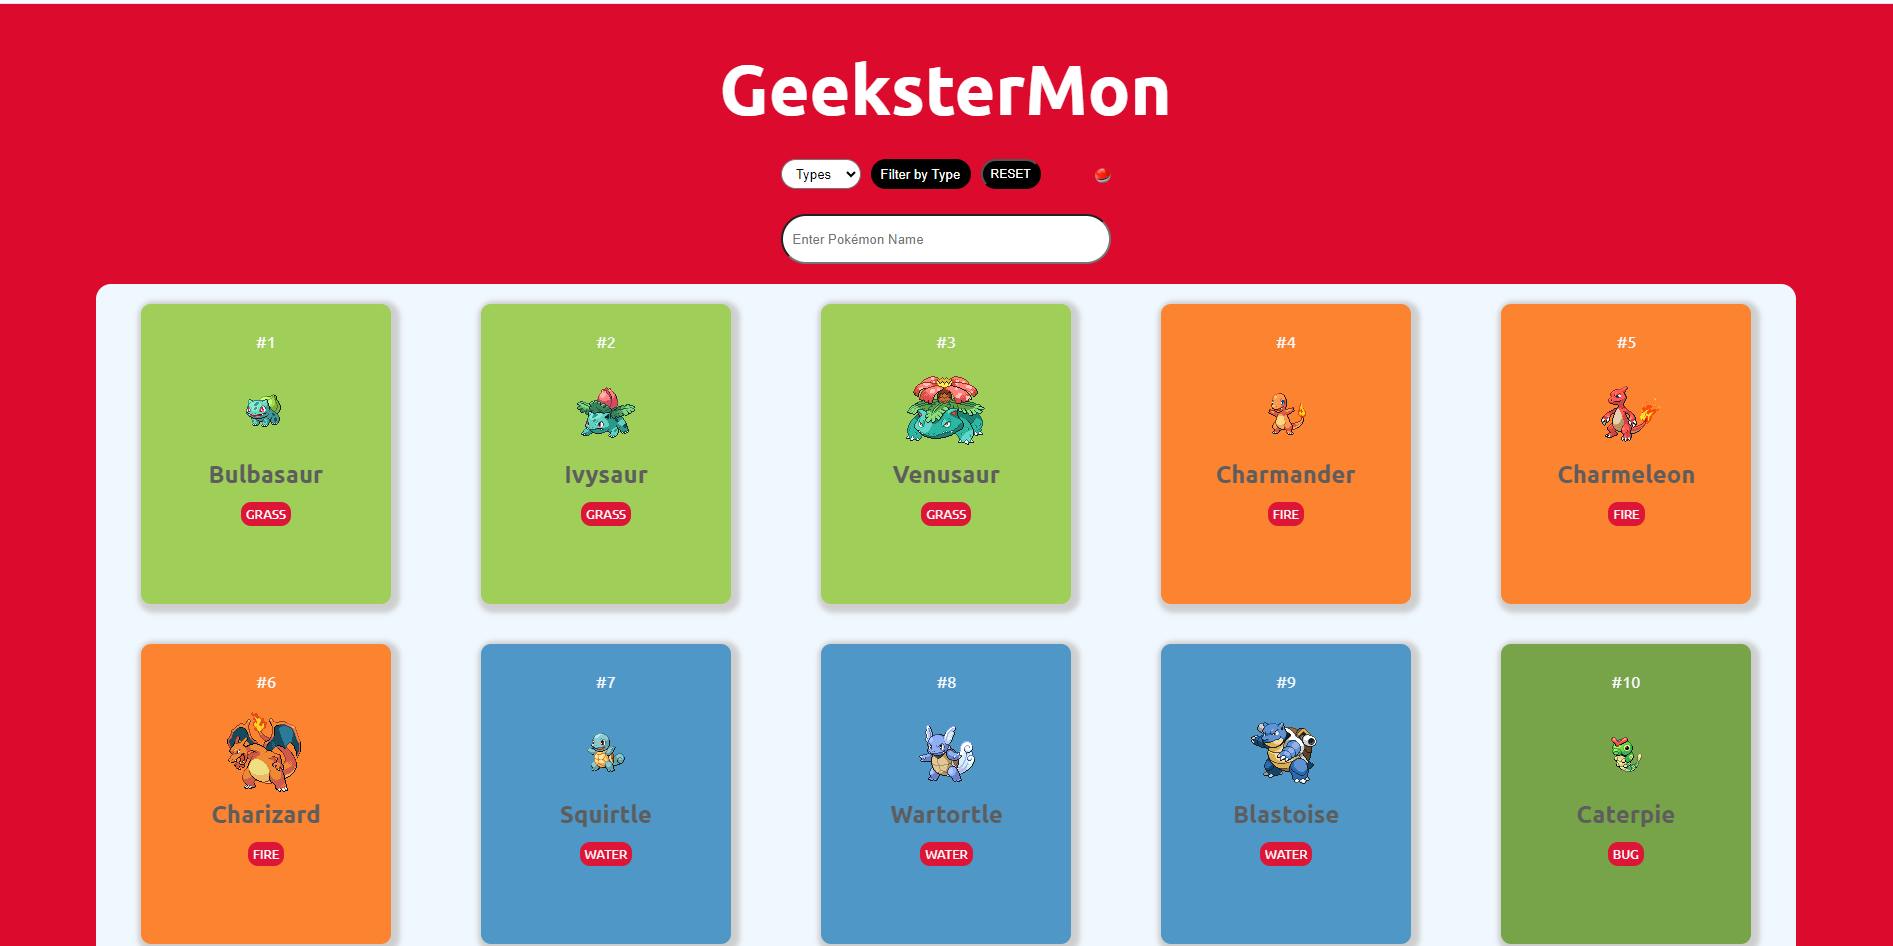 GeeksterMon
Types Filter by Type RESET
Enter Pokémon Name
#1 #2 #3 #4 #5
Bulbasaur Ivysaur Venusaur Charmander Charmeleon
GRASS GRASS GRASS FIRE FIRE
#6 #7 #8 #9 #10
Charizard Squirtle Wartortle Blastoise Caterpie
FIRE WATER WATER WATER BUG